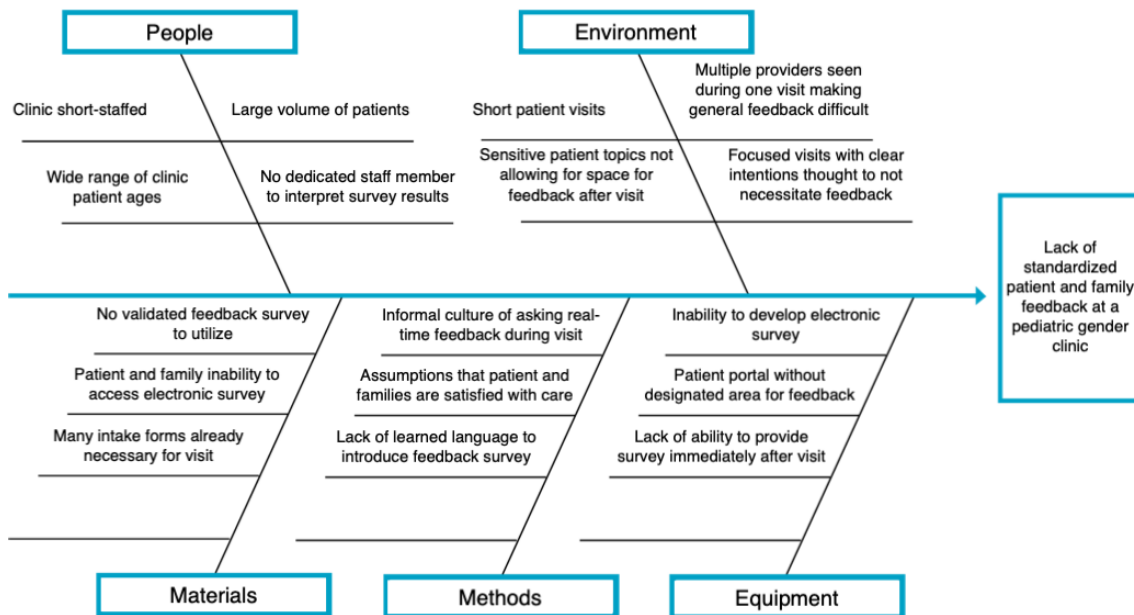 People
Environment
Clinic short-staffed
Large volume of patients
Short patient visits
Multiple providers seen
during one visit making
general feedback difficult
Wide range of clinic
patient ages
No dedicated staff member
to interpret survey results
Sensitive patient topics not
allowing for space for
feedback after visit
Focused visits with clear
intentions thought to not
necessitate feedback
Lack of
standardized
patient and family
feedback at a
pediatric gender
clinic
No validated feedback survey
to utilize
Informal culture of asking real-
time feedback during visit
Inability to develop electronic
survey
Patient and family inability to
access electronic survey
Assumptions that patient and
families are satisfied with care
Patient portal without
designated area for feedback
Many intake forms already
necessary for visit
Lack of learned language to
introduce feedback survey
Lack of ability to provide
survey immediately after visit
Materials
Methods
Equipment